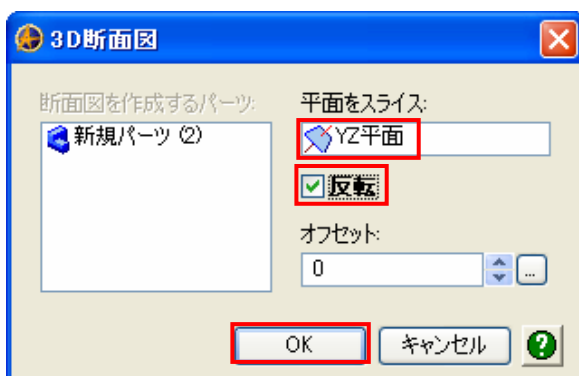 3D断面図
断面図を作成するパーツ:
新規パーツ (2)
平面をスライス:
YZ平面
反転
オフセット:
0
...
OK
キャンセル
?